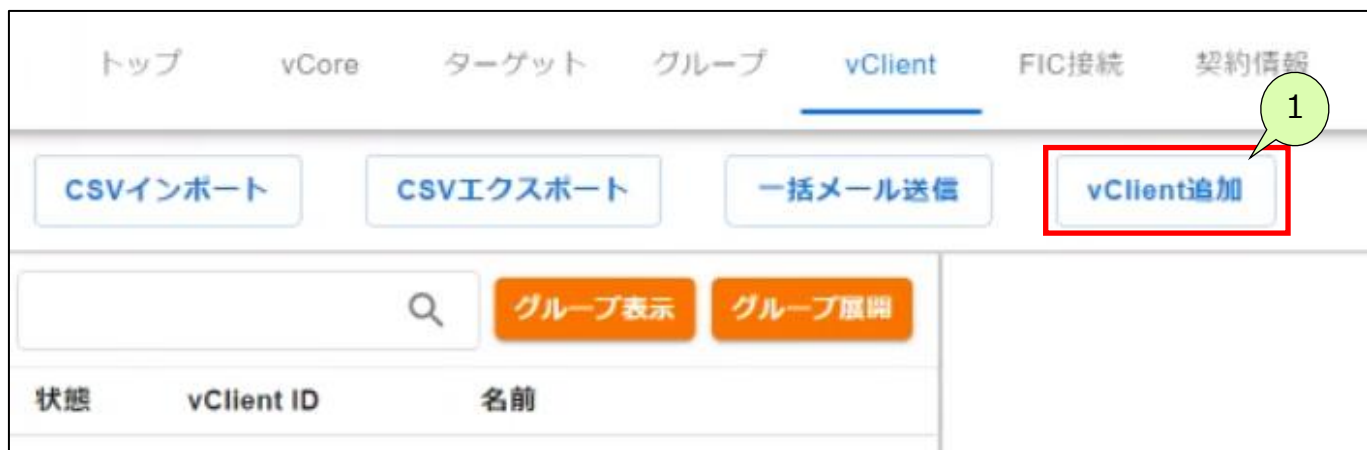 トップ vCore ターゲット グループ vClient FIC接続 契約情報
1
CSVインポート CSVエクスポート 一括メール送信 vClient追加
グループ表示 グループ展開
状態 vClient ID 名前